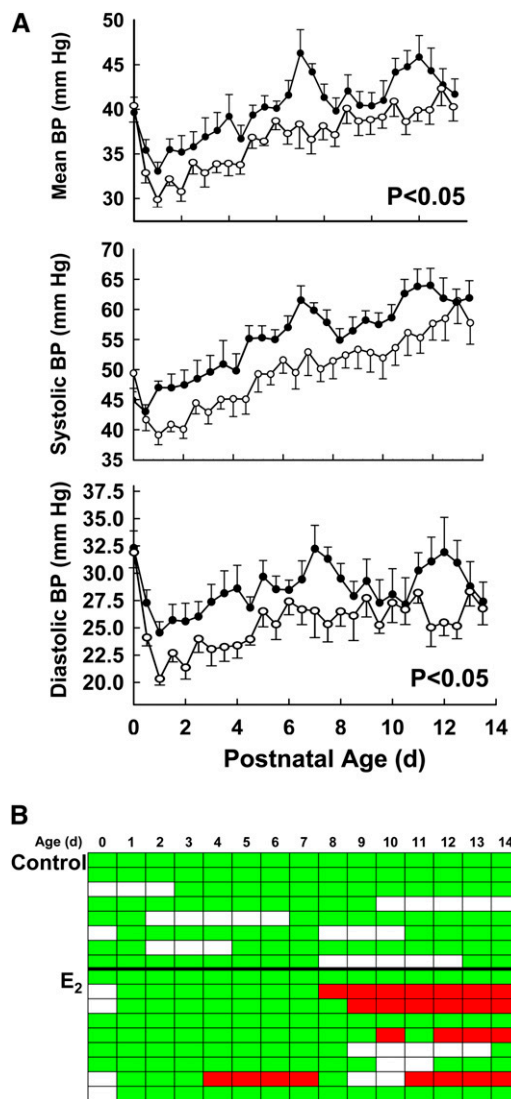 A
Mean BP (mm Hg)
50
45
40
35
30
P<0.05
Systolic BP (mm Hg)
70
65
60
55
50
45
40
35
Diastolic BP (mm Hg)
37.5
35.0
32.5
30.0
27.5
25.0
22.5
20.0
P<0.05
0 2 4 6 8 10 12 14
Postnatal Age (d)
B
Age (d) 0 1 2 3 4 5 6 7 8 9 10 11 12 13 14
Control
E2